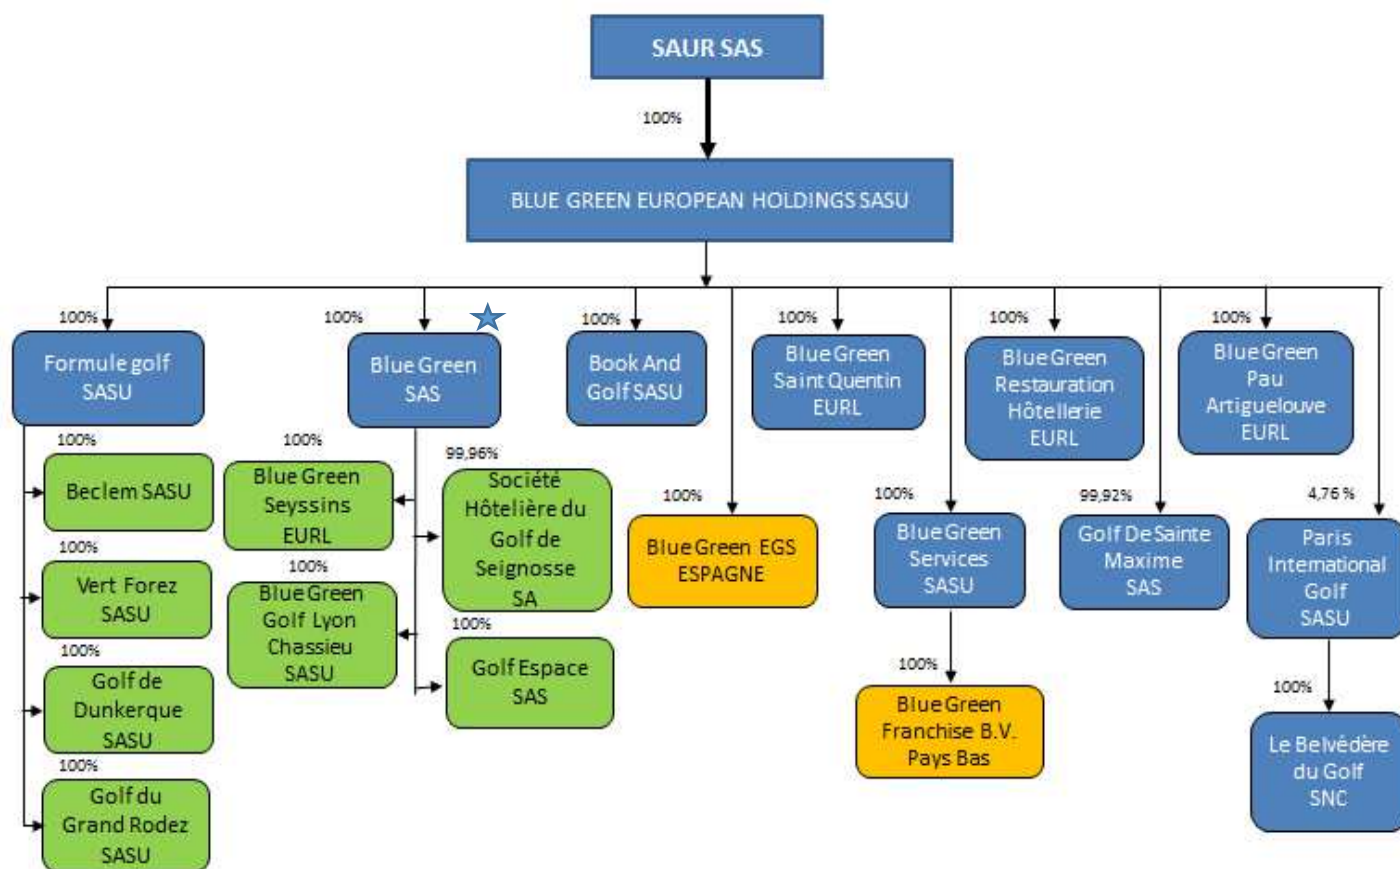 SAUR SAS
100%
BLUE GREEN EUROPEAN HOLDINGS SASU
100%
Formule golf
SASU
100%
Blue Green
SAS
100%
Book And
Golf SASU
100%
Blue Green
Saint Quentin
EURL
100%
Blue Green
Restauration
Hôtellerie
EURL
100%
Blue Green
Pau
Artiguelouve
EURL
100%
Beclem SASU
100%
Vert Forez
SASU
100%
Golf de
Dunkerque
SASU
100%
Golf du
Grand Rodez
SASU
100%
Blue Green
Seyssins
EURL
100%
Blue Green
Golf Lyon
Chassieu
SASU
99,96%
Société
Hôtelière du
Golf de
Seignosse
SA
100%
Golf Espace
SAS
100%
Blue Green EGS
ESPAGNE
100%
Blue Green
Services
SASU
99,92%
Golf De Sainte
Maxime
SAS
4,76 %
Paris
International
Golf
SASU
100%
Blue Green
Franchise B.V.
Pays Bas
100%
Le Belvédère
du Golf
SNC